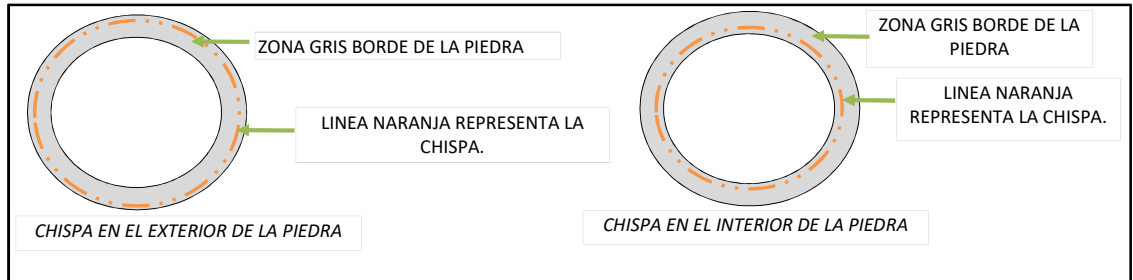 ZONA GRIS BORDE DE LA PIEDRA
LINEA NARANJA REPRESENTA LA
CHISPA.
CHISPA EN EL EXTERIOR DE LA PIEDRA
ZONA GRIS BORDE DE LA
PIEDRA
LINEA NARANJA
REPRESENTA LA CHISPA.
CHISPA EN EL INTERIOR DE LA PIEDRA